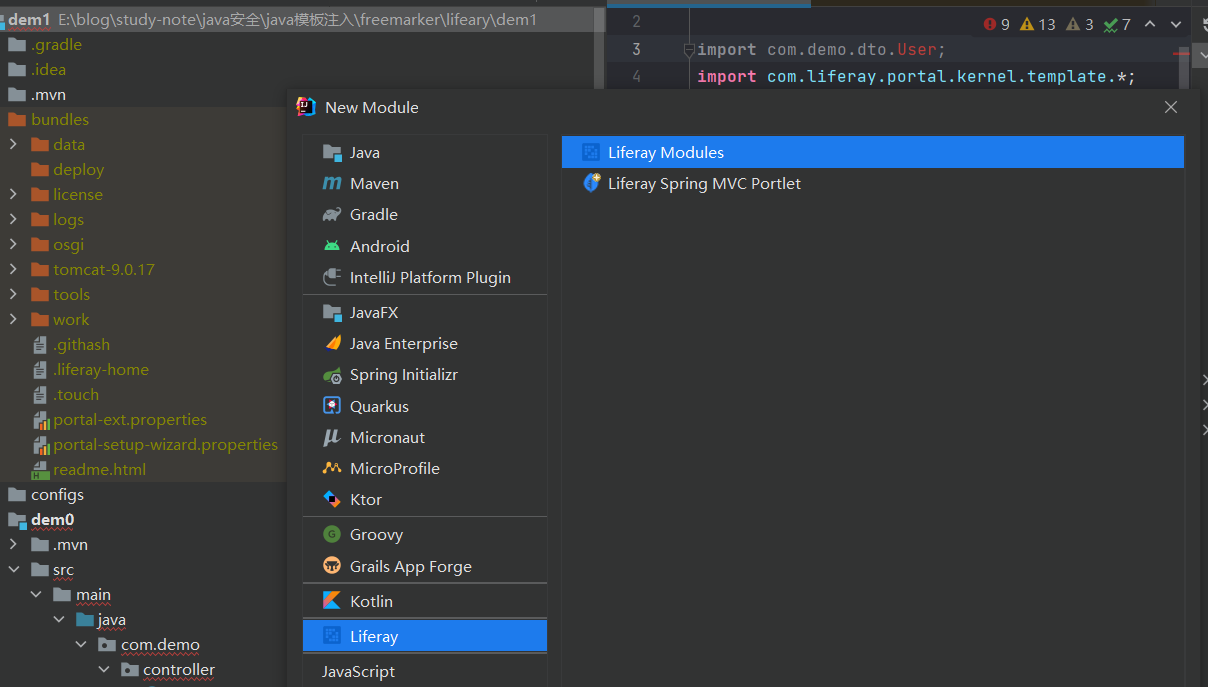 dem1 E:\blog\study-note\java安全\java模板注入\freemarker\lifeary\dem1
.gradle
.idea
.mvn
bundles
data
deploy
license
logs
osgi
tomcat-9.0.17
tools
work
.githash
.liferay-home
.touch
portal-ext.properties
portal-setup-wizard.properties
readme.html
configs
dem0
.mvn
src
main
java
com.demo
controller
2
9 13 3 7
3 import com.demo.dto.User;
4 import com.liferay.portal.kernel.template.*;
New Module
Java
Maven
Gradle
Android
IntelliJ Platform Plugin
JavaFX
Java Enterprise
Spring Initializr
Quarkus
Micronaut
MicroProfile
Ktor
Groovy
Grails App Forge
Kotlin
Liferay
JavaScript
Liferay Modules
Liferay Spring MVC Portlet